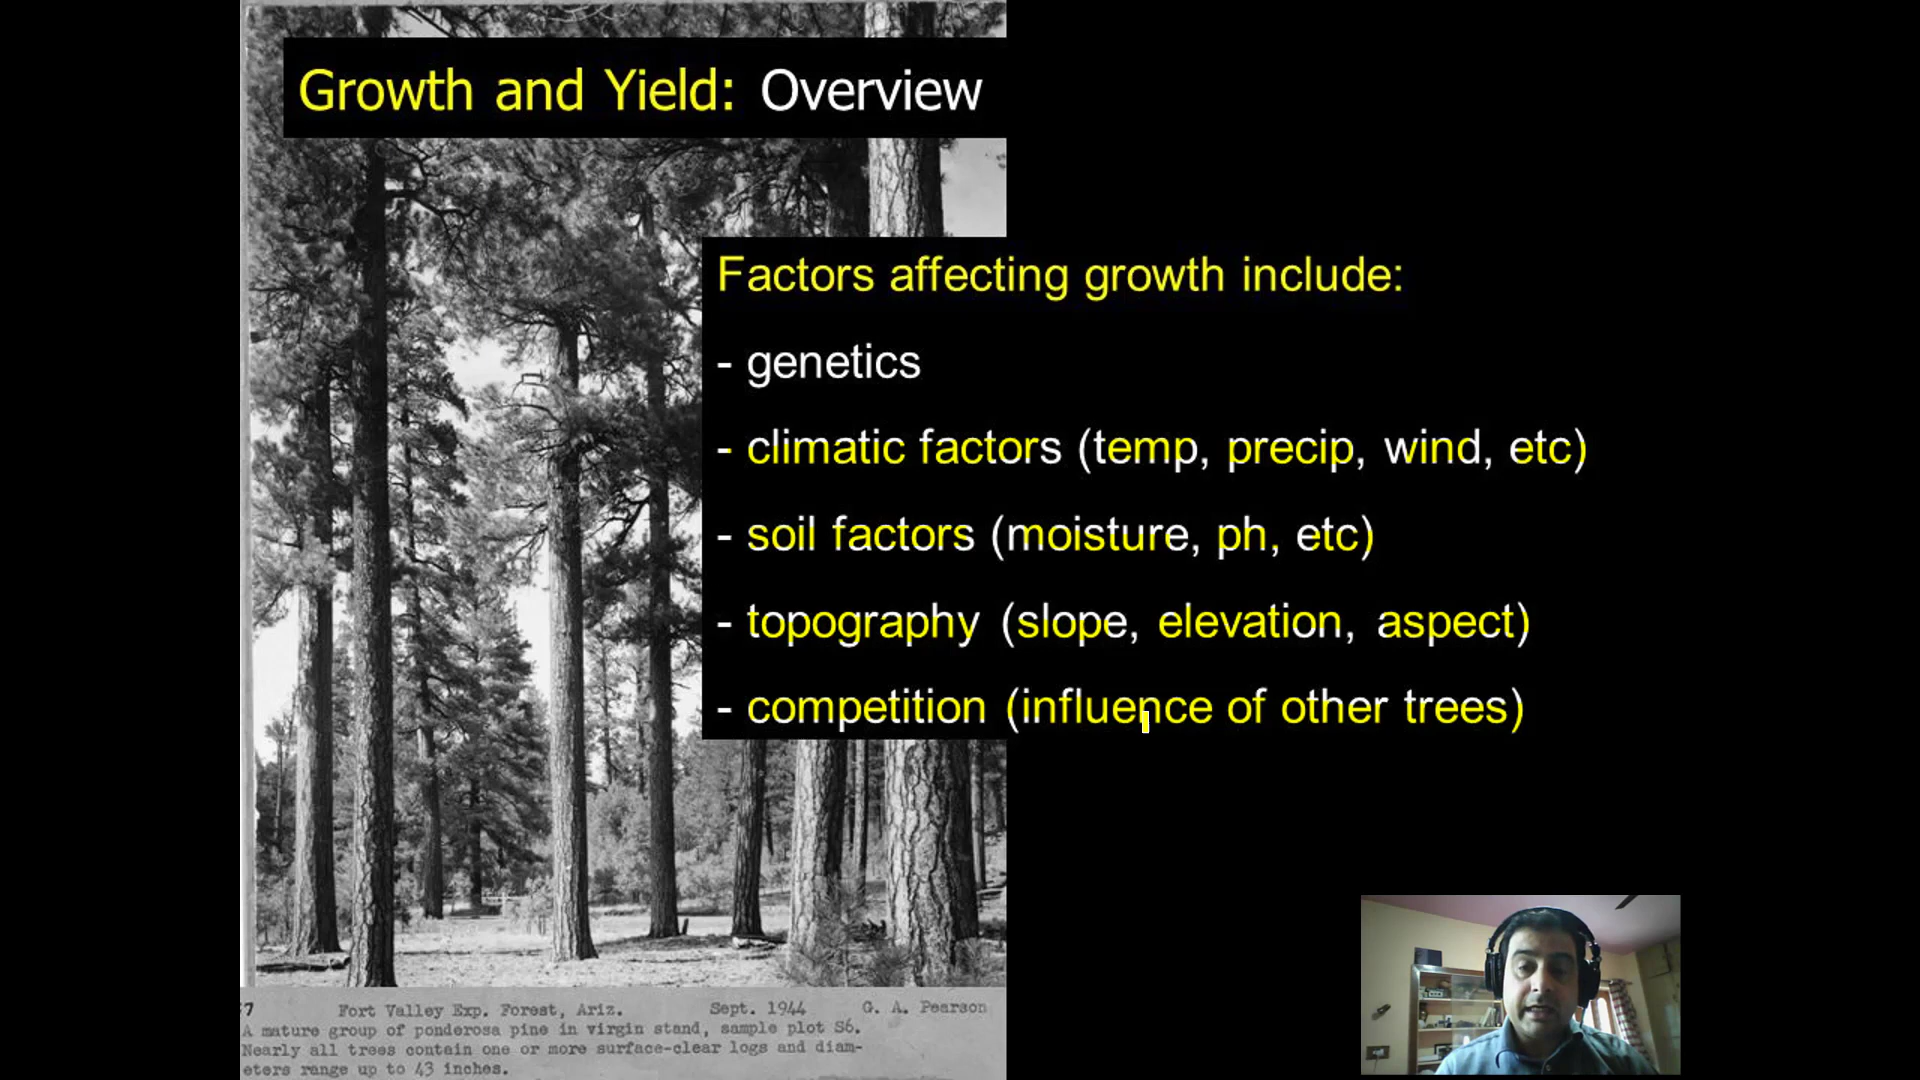 Growth and Yield: Overview
Factors affecting growth include:
- genetics
- climatic factors (temp, precip, wind, etc)
- soil factors (moisture, ph, etc)
- topography (slope, elevation, aspect)
- competition (influence of other trees)
7 Fort Valley Exp. Forest, Ariz. Sept. 1944 G. A. Pearson
A mature group of ponderosa pine in virgin stand, sample plot S6.
Nearly all trees contain one or more surface-clear logs and diam-
eters range up to 43 inches.